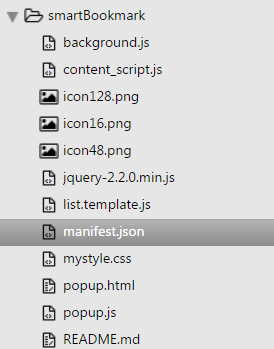 smartBookmark
background.js
content_script.js
icon128.png
icon16.png
icon48.png
jquery-2.2.0.min.js
list.template.js
manifest.json
mystyle.css
popup.html
popup.js
README.md